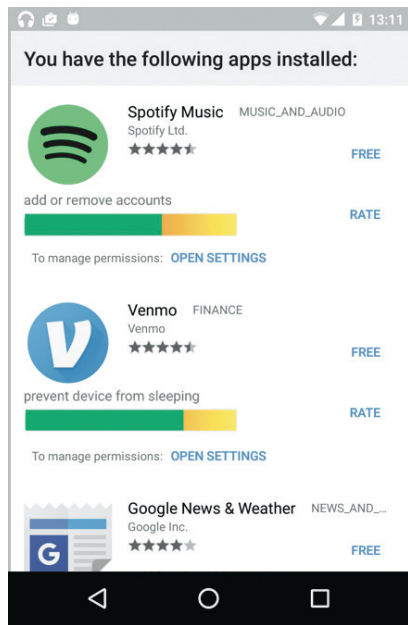 13:11
You have the following apps installed:
Spotify Music MUSIC_AND_AUDIO
Spotify Ltd.
FREE
add or remove accounts
RATE
To manage permissions: OPEN SETTINGS
Venmo FINANCE
Venmo
FREE
prevent device from sleeping
RATE
To manage permissions: OPEN SETTINGS
Google News & Weather NEWS_AND_...
Google Inc.
G
FREE